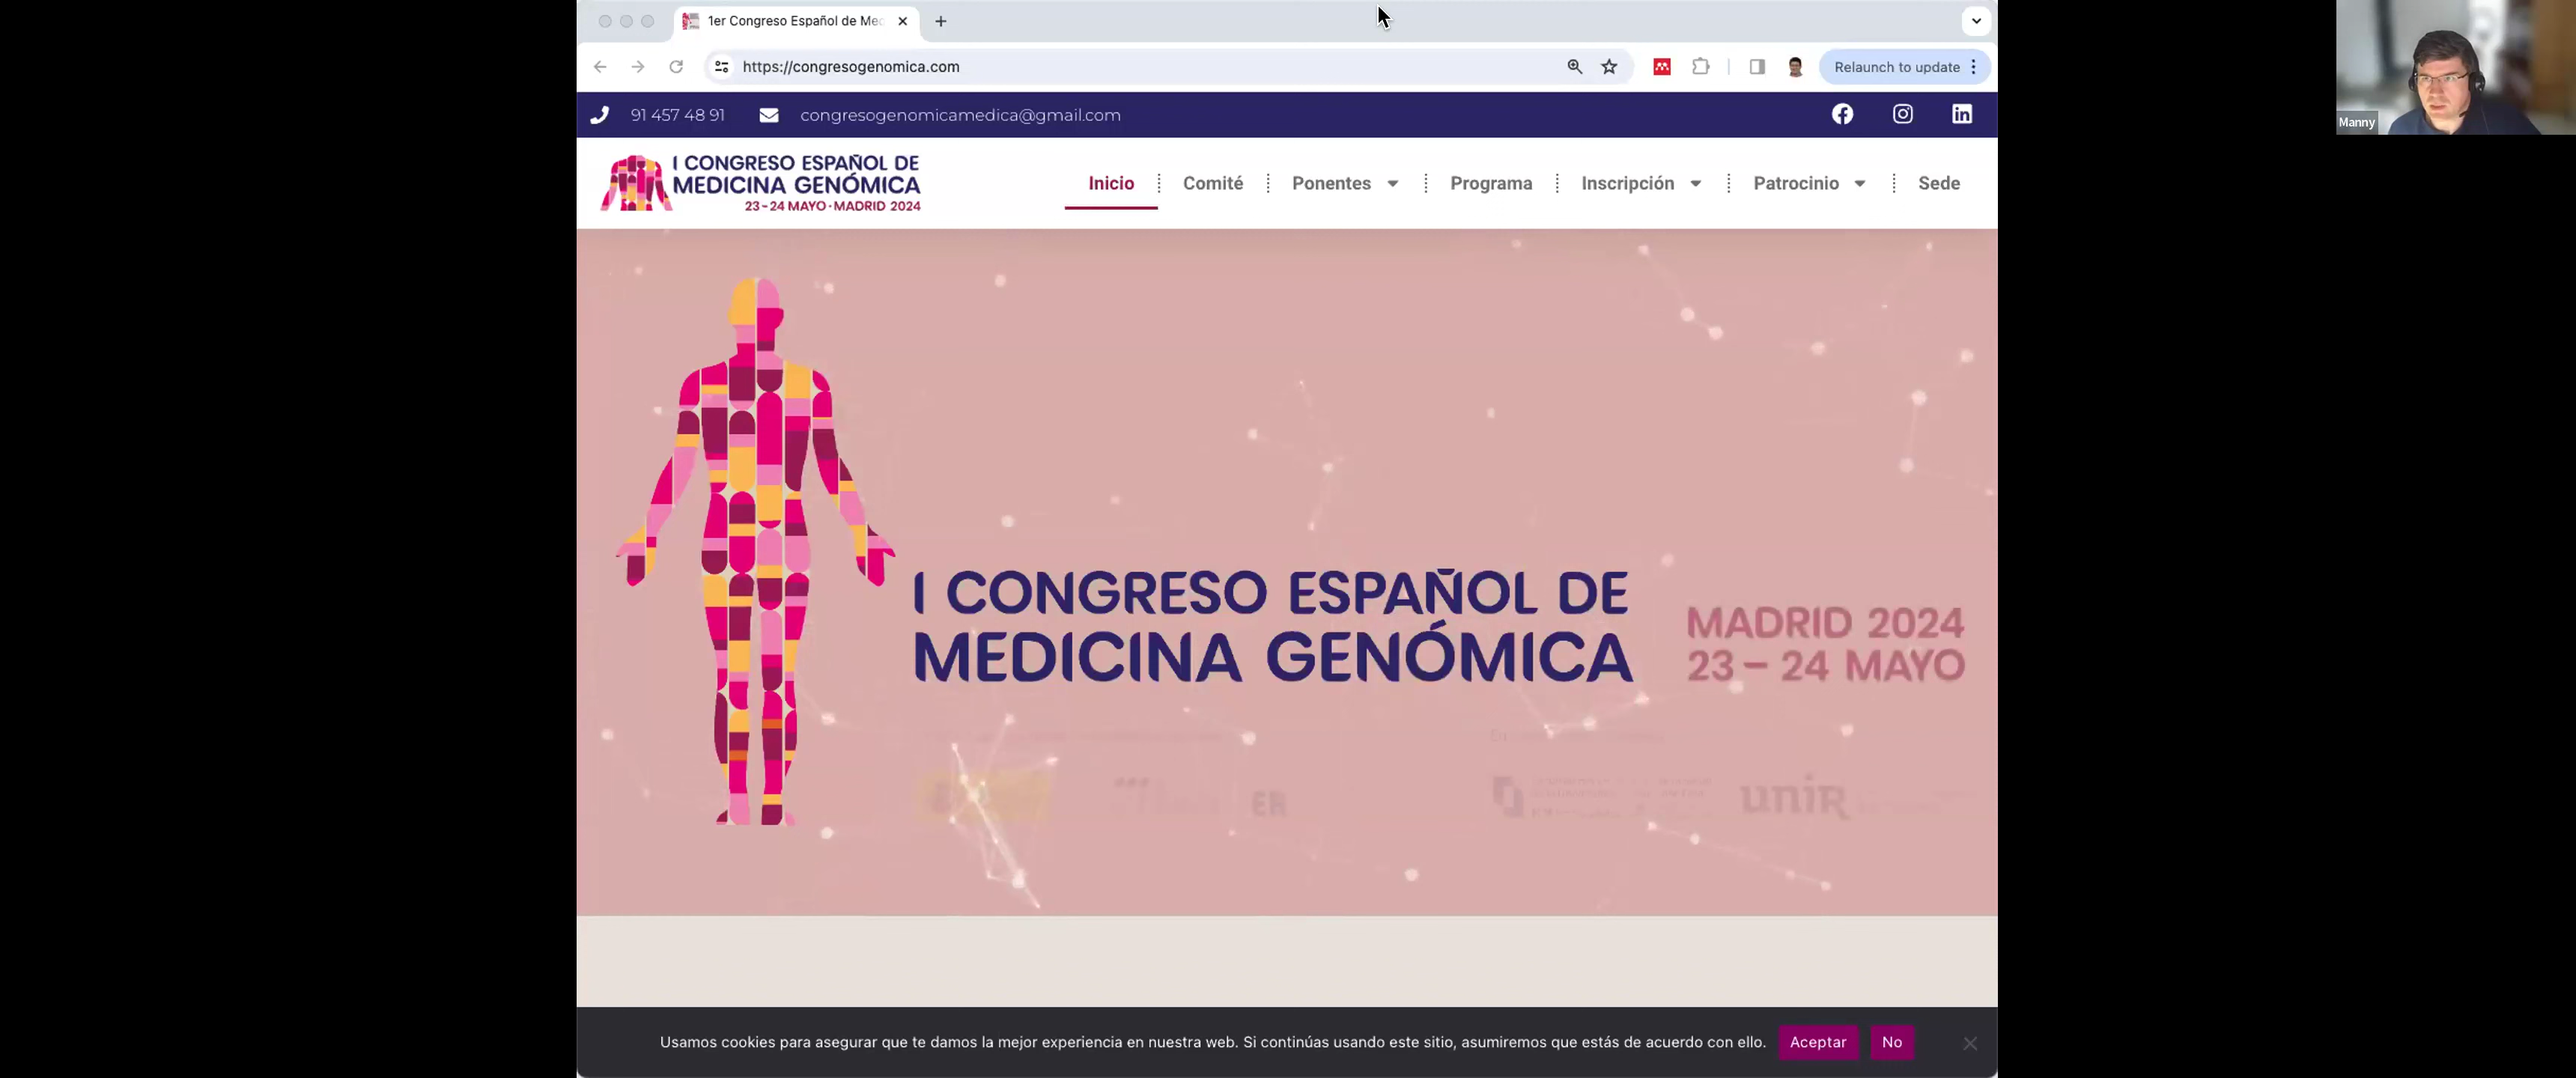 1er Congreso Español de Med
https://congresogenomica.com
Relaunch to update
91 457 48 91
congresogenomicamedica@gmail.com
I CONGRESO ESPAÑOL DE
MEDICINA GENÓMICA
23-24 MAYO·MADRID 2024
Inicio
Comité
Ponentes
Programa
Inscripción
Patrocinio
Sede
Manny
I CONGRESO ESPAÑOL DE
MEDICINA GENÓMICA
MADRID 2024
23 – 24 MAYO
unir
Usamos cookies para asegurar que te damos la mejor experiencia en nuestra web. Si continúas usando este sitio, asumiremos que estás de acuerdo con ello.
Aceptar
No